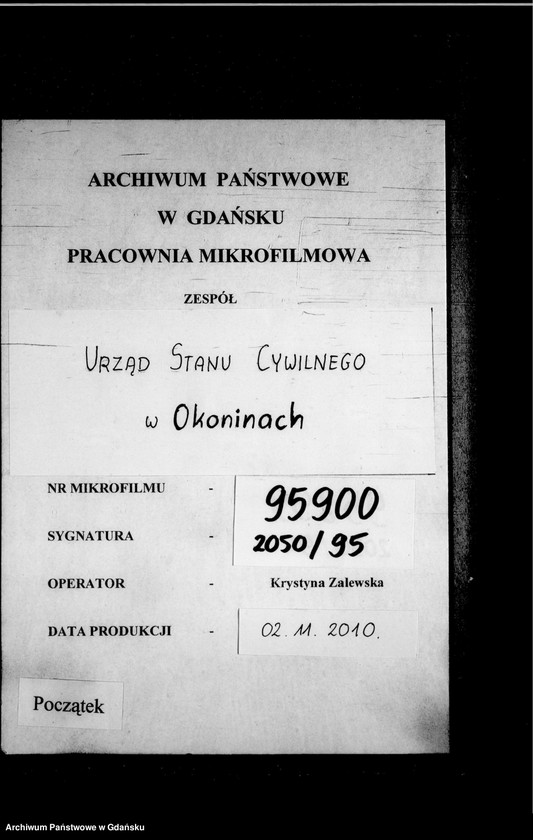 ARCHIWUM PAŃSTWOWE
W GDAŃSKU
PRACOWNIA MIKROFILMOWA
ZESPÓŁ
URZĄD STANU CYWILNEGO
w Okoninach
NR MIKROFILMU - 95900
SYGNATURA - 2050/95
OPERATOR - Krystyna Zalewska
DATA PRODUKCJI - 02.11.2010.
Początek
Archiwum Państwowe w Gdańsku